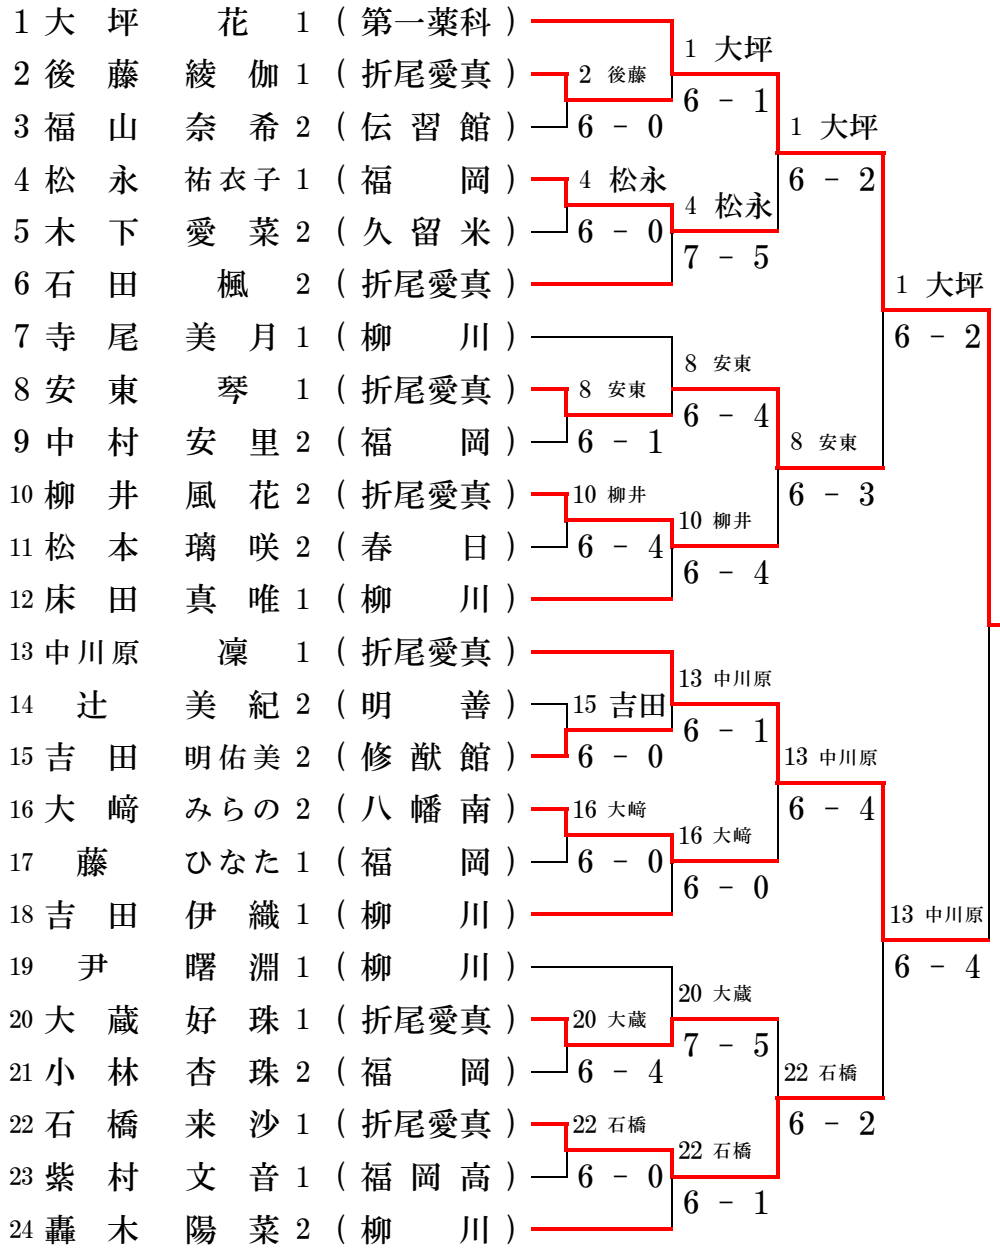 1 大坪 花 1 (第一薬科)
1 大坪
2 後藤 綾伽 1 (折尾愛真)
2 後藤
6 - 1
3 福山 奈希 2 (伝習館)
6 - 0
1 大坪
4 松永 祐衣子 1 (福岡)
4 松永
6 - 2
4 松永
5 木下 愛菜 2 (久留米)
6 - 0
7 - 5
6 石田 楓 2 (折尾愛真)
1 大坪
7 寺尾 美月 1 (柳川)
6 - 2
8 安東
8 安東 琴 1 (折尾愛真)
8 安東
6 - 4
9 中村 安里 2 (福岡)
6 - 1
8 安東
10 柳井 風花 2 (折尾愛真)
10 柳井
6 - 3
10 柳井
11 松本 璃咲 2 (春日)
6 - 4
6 - 4
12 床田 真唯 1 (柳川)
13 中川原 凜 1 (折尾愛真)
13 中川原
14 辻 美紀 2 (明善)
15 吉田
6 - 1
15 吉田 明佑美 2 (修猷館)
6 - 0
13 中川原
16 大﨑 みらの 2 (八幡南)
16 大﨑
6 - 4
16 大﨑
17 藤 ひなた 1 (福岡)
6 - 0
6 - 0
18 吉田 伊織 1 (柳川)
13 中川原
19 尹 曙淵 1 (柳川)
6 - 4
20 大蔵
20 大蔵 好珠 1 (折尾愛真)
20 大蔵
7 - 5
21 小林 杏珠 2 (福岡)
6 - 4
22 石橋
22 石橋 来沙 1 (折尾愛真)
22 石橋
6 - 2
22 石橋
23 紫村 文音 1 (福岡高)
6 - 0
6 - 1
24 轟木 陽菜 2 (柳川)